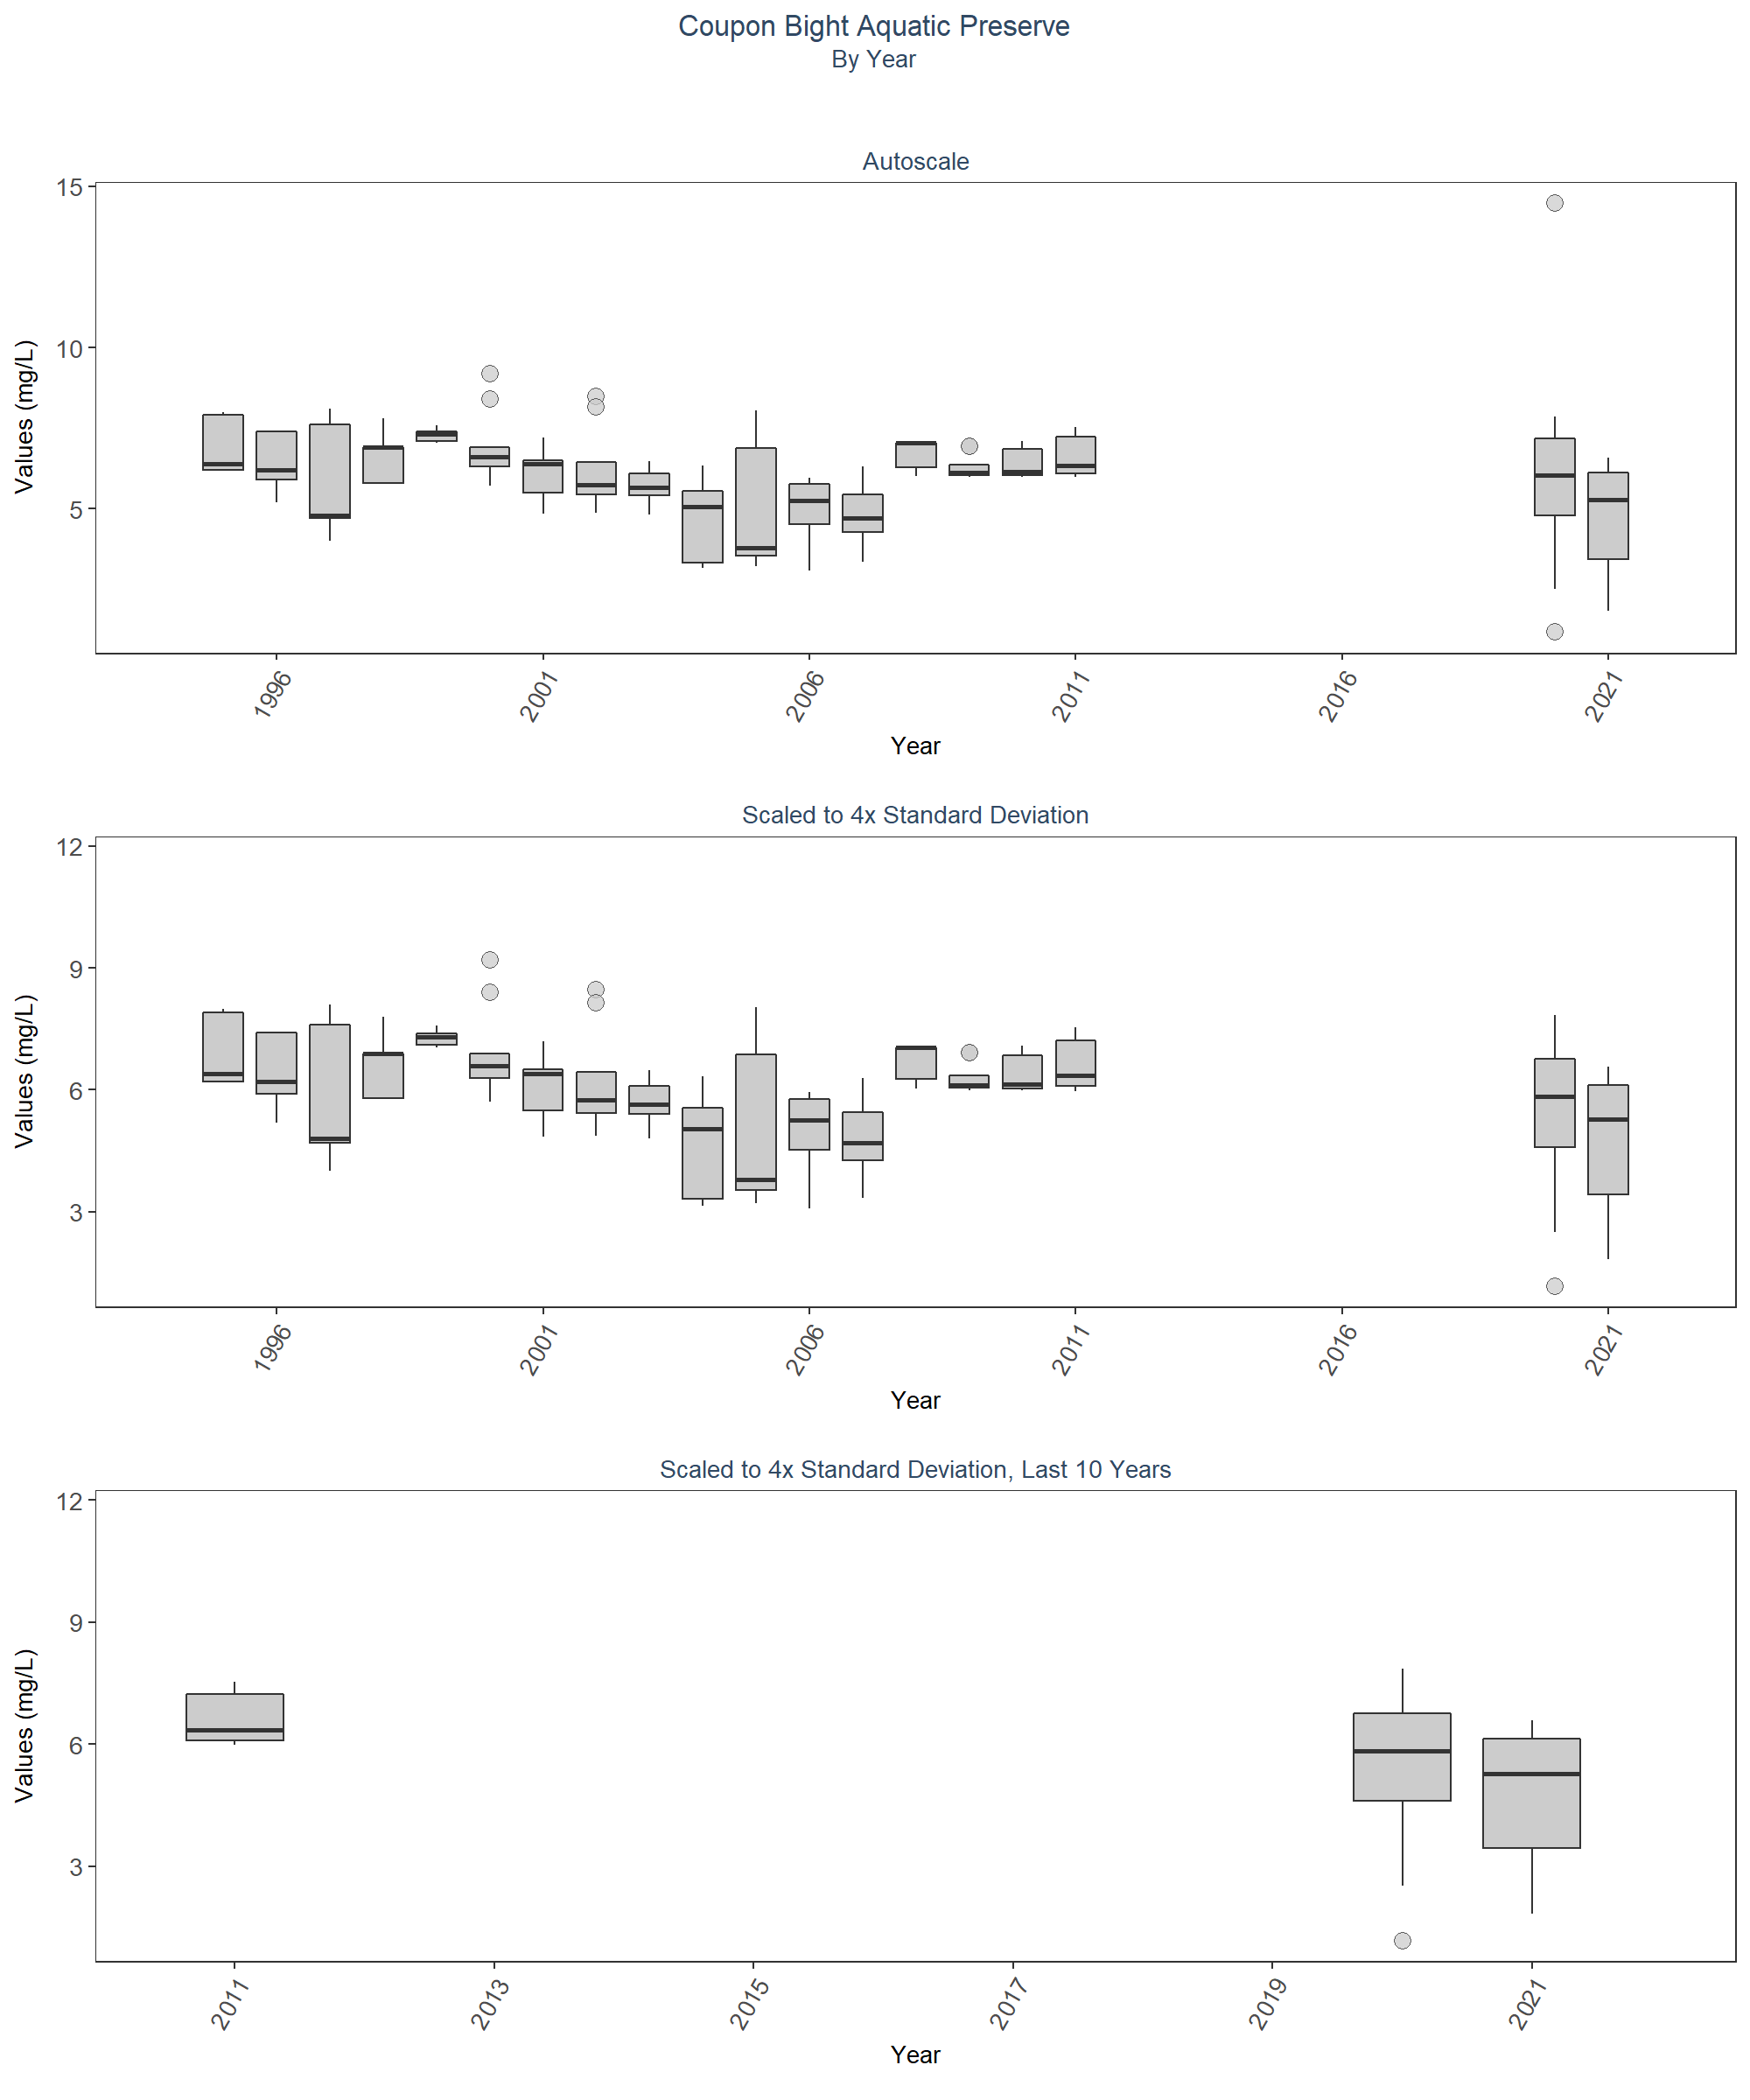 Coupon Bight Aquatic Preserve
By Year
Autoscale
15
10
5
Values (mg/L)
1996 2001 2006 2011 2016 2021
Year
Scaled to 4x Standard Deviation
12
9
6
3
Values (mg/L)
1996 2001 2006 2011 2016 2021
Year
Scaled to 4x Standard Deviation, Last 10 Years
12
9
6
3
Values (mg/L)
2011 2013 2015 2017 2019 2021
Year